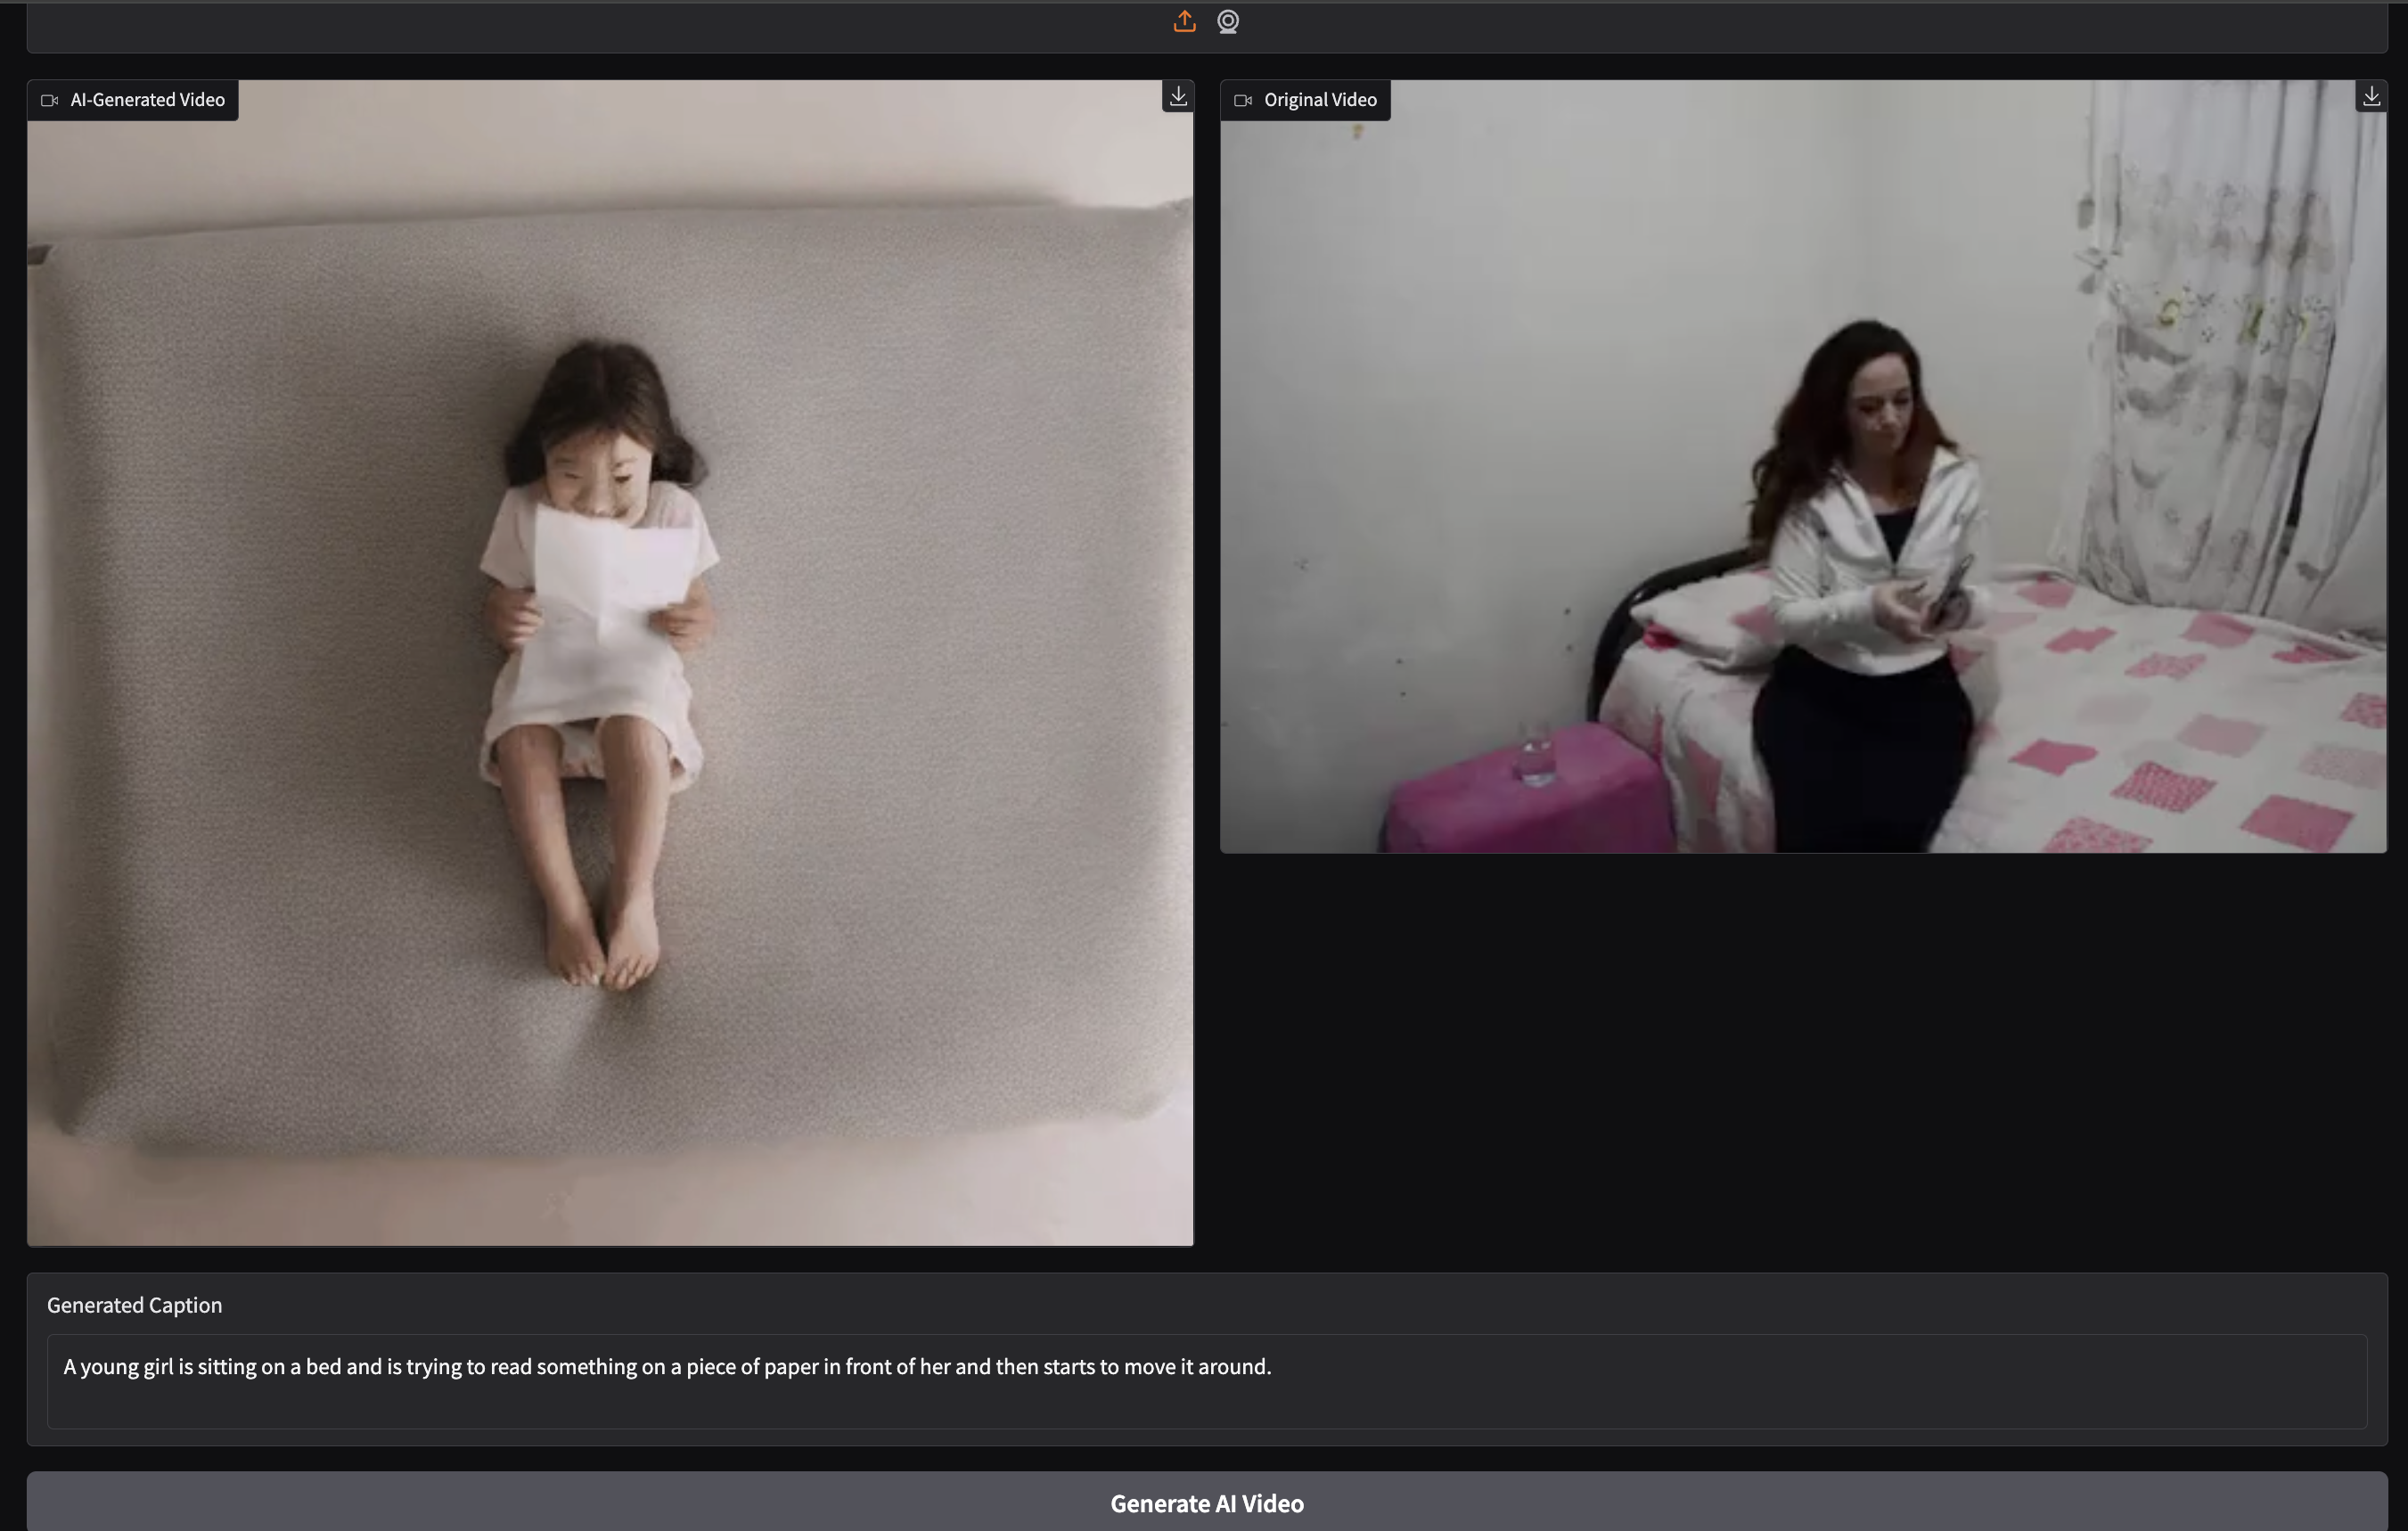 AI-Generated Video
Original Video
Generated Caption
A young girl is sitting on a bed and is trying to read something on a piece of paper in front of her and then starts to move it around.
Generate AI Video